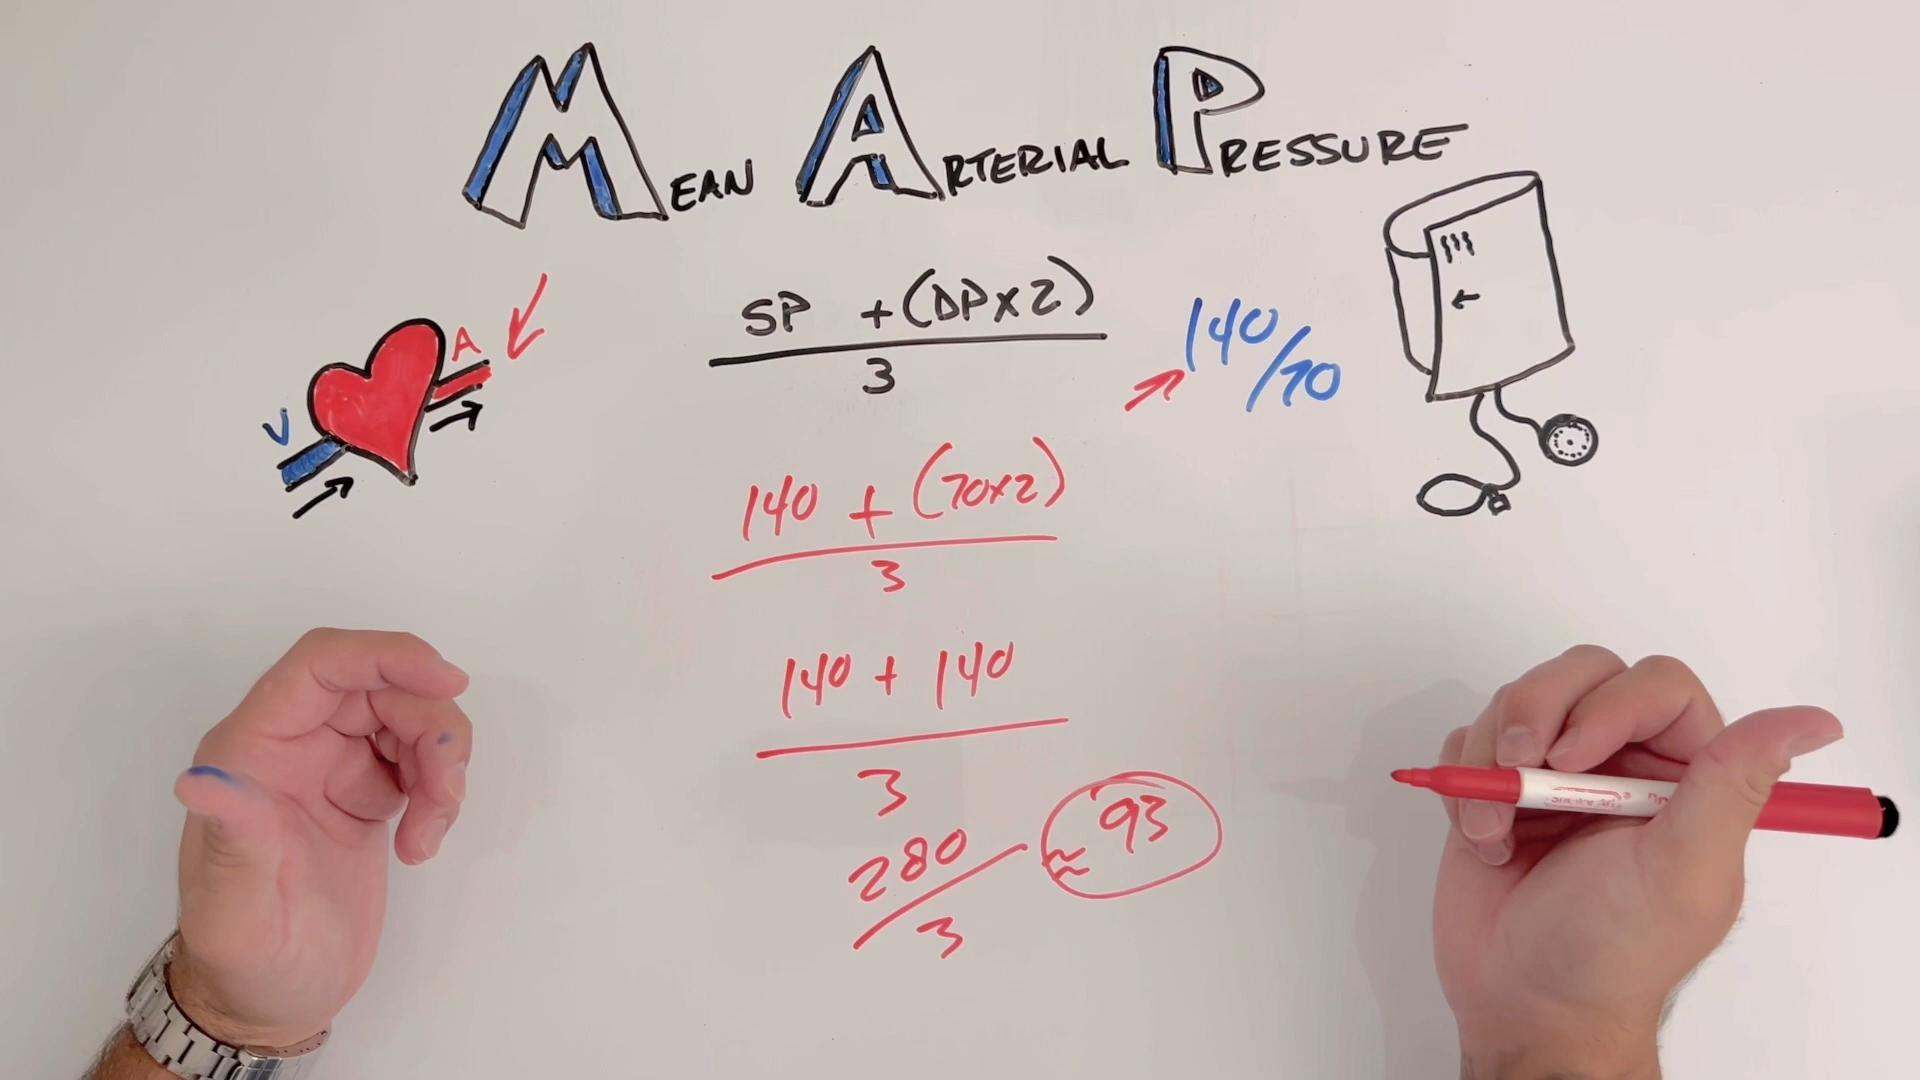 MEAN ARTERIAL PRESSURE
SP + (DP x 2)
3
140/70
A
V
140 + (70x2)
3
140 + 140
3
280/3 ≈ 93